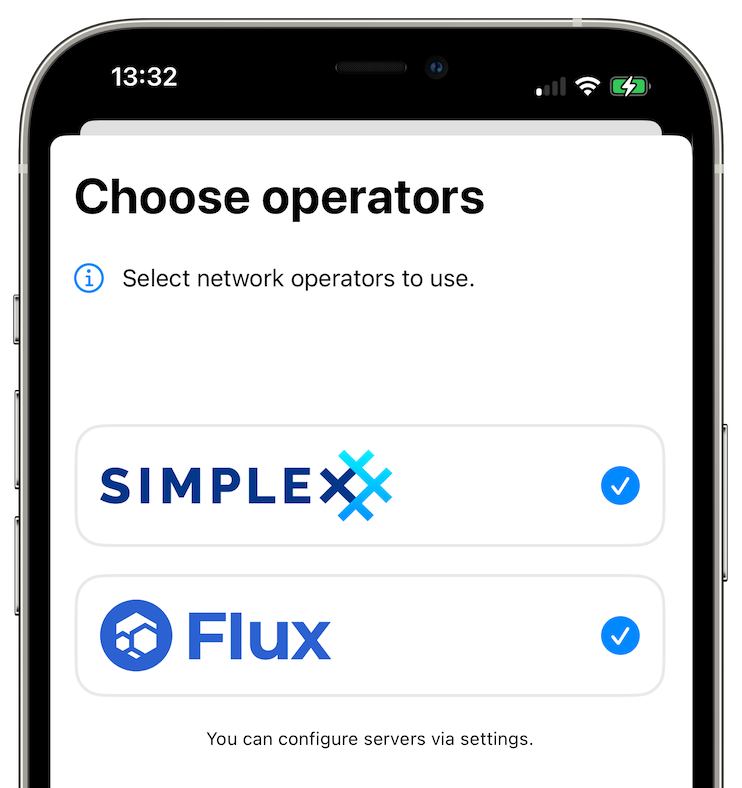 13:32
Choose operators
Select network operators to use.
SIMPLEX
Flux
You can configure servers via settings.